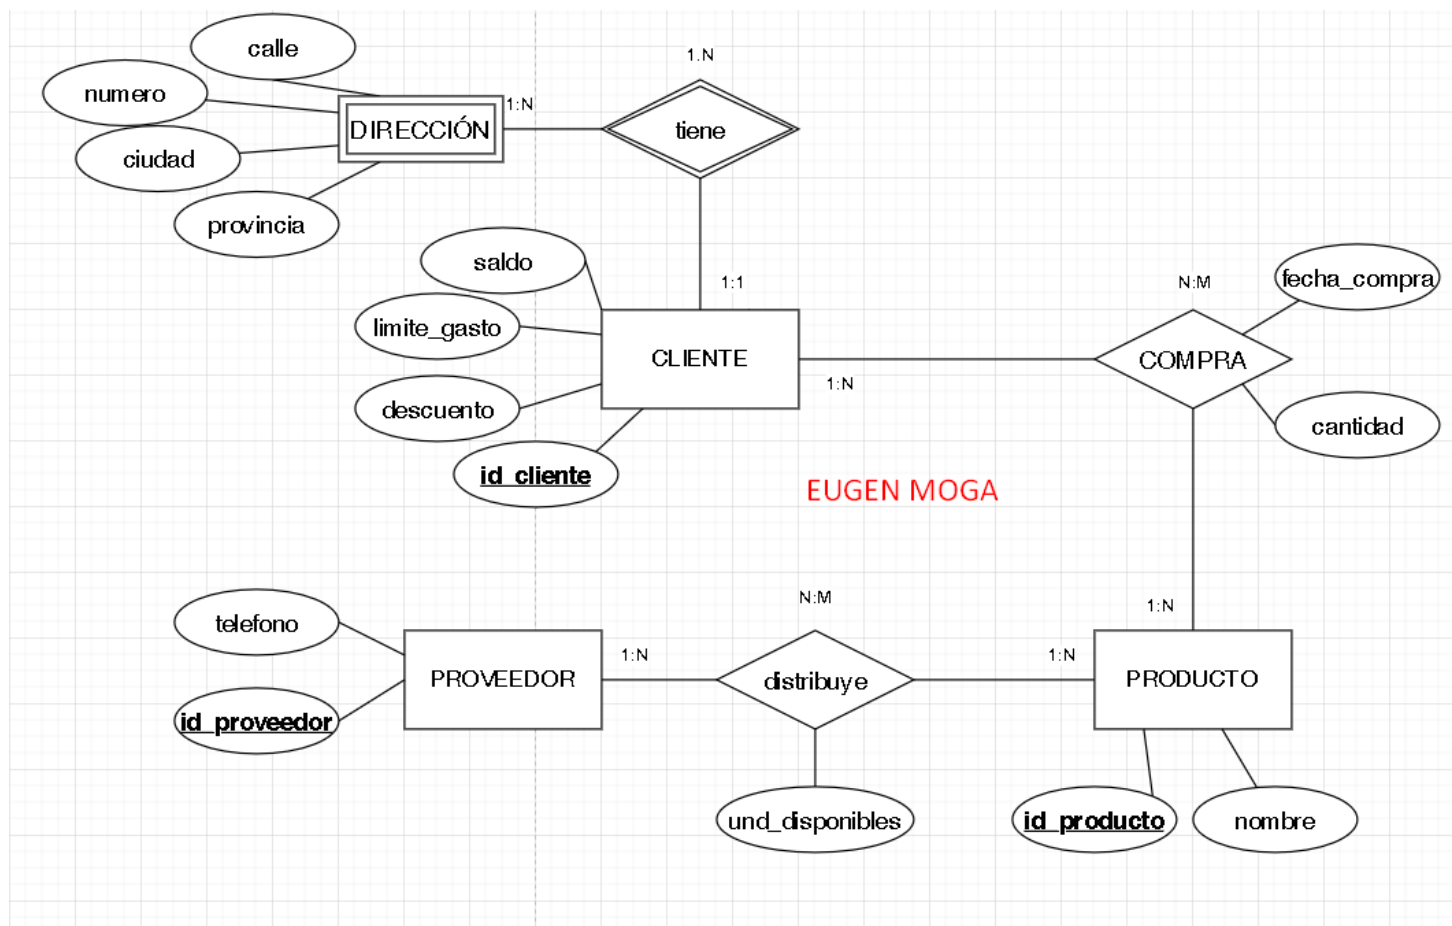 calle
1.N
numero
1:N
DIRECCIÓN
tiene
ciudad
provincia
saldo
1:1
N:M
fecha_compra
limite_gasto
CLIENTE
COMPRA
1:N
descuento
cantidad
id_cliente
EUGEN MOGA
telefono
N:M
1:N
PROVEEDOR
1:N
distribuye
1:N
PRODUCTO
id_proveedor
und_disponibles
id_producto
nombre